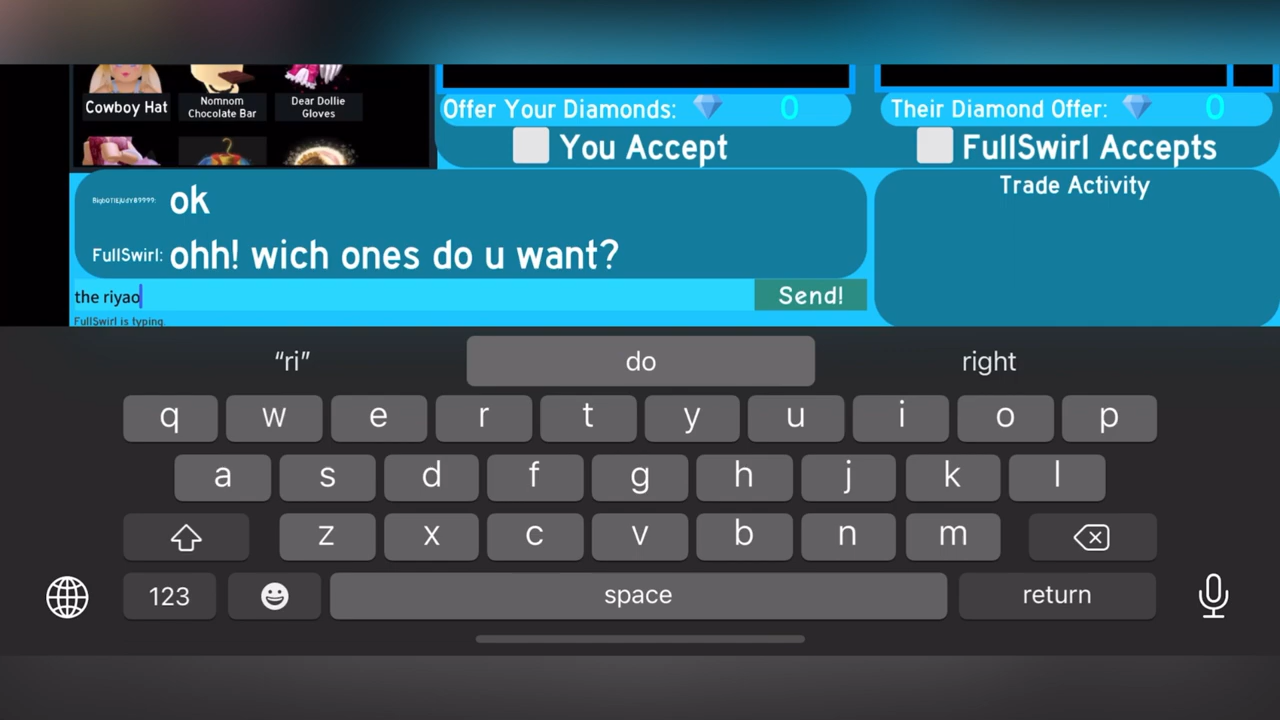 Cowboy Hat
Nomnom
Chocolate Bar
Dear Dollie
Gloves
Offer Your Diamonds: 0
Their Diamond Offer: 0
You Accept
FullSwirl Accepts
Trade Activity
ok
FullSwirl: ohh! wich ones do u want?
the riyao
Send!
FullSwirl is typing.
“ri” do right
q w e r t y u i o p
a s d f g h j k l
z x c v b n m
123 space return